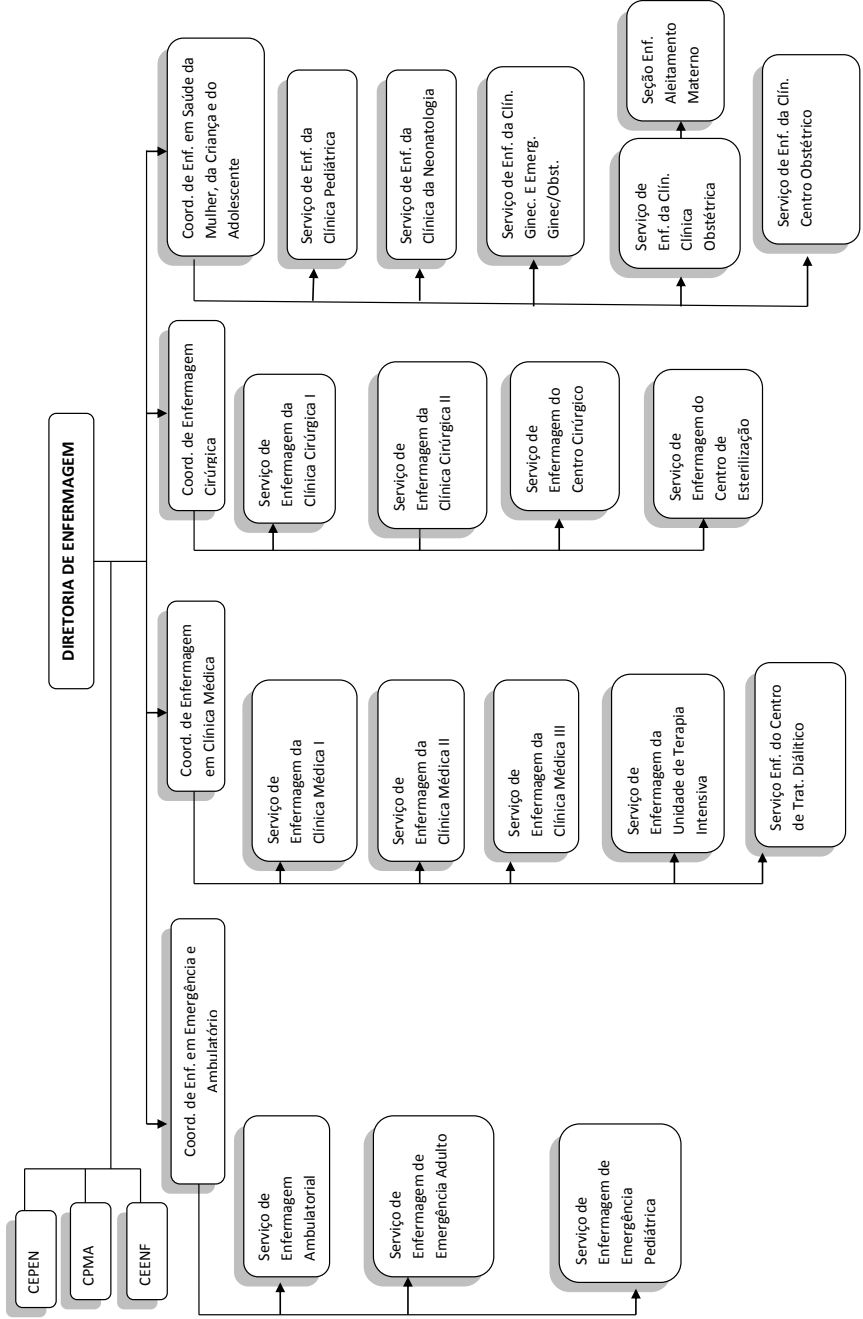 DIRETORIA DE ENFERMAGEM
CEPEN
CPMA
CEENF
Coord. de Enf. em Emergência e
Ambulatório
Serviço de
Enfermagem
Ambulatorial
Serviço de
Enfermagem de
Emergência Adulto
Serviço de
Enfermagem de
Emergência
Pediátrica
Coord. de Enfermagem
em Clínica Médica
Serviço de
Enfermagem da
Clínica Médica I
Serviço de
Enfermagem da
Clínica Médica II
Serviço de
Enfermagem da
Clínica Médica III
Serviço de
Enfermagem da
Unidade de Terapia
Intensiva
Serviço Enf. do Centro
de Trat. Diálitico
Coord. de Enfermagem
Cirúrgica
Serviço de
Enfermagem da
Clínica Cirúrgica I
Serviço de
Enfermagem da
Clínica Cirúrgica II
Serviço de
Enfermagem do
Centro Cirúrgico
Serviço de
Enfermagem do
Centro de
Esterilização
Coord. de Enf. em Saúde da
Mulher, da Criança e do
Adolescente
Serviço de Enf. da
Clínica Pediátrica
Serviço de Enf. da
Clínica da Neonatologia
Serviço de Enf. da Clín.
Ginec. E Emerg.
Ginec/Obst.
Serviço de
Enf. da Clín.
Clínica
Obstétrica
Seção Enf.
Aleitamento
Materno
Serviço de Enf. da Clín.
Centro Obstétrico